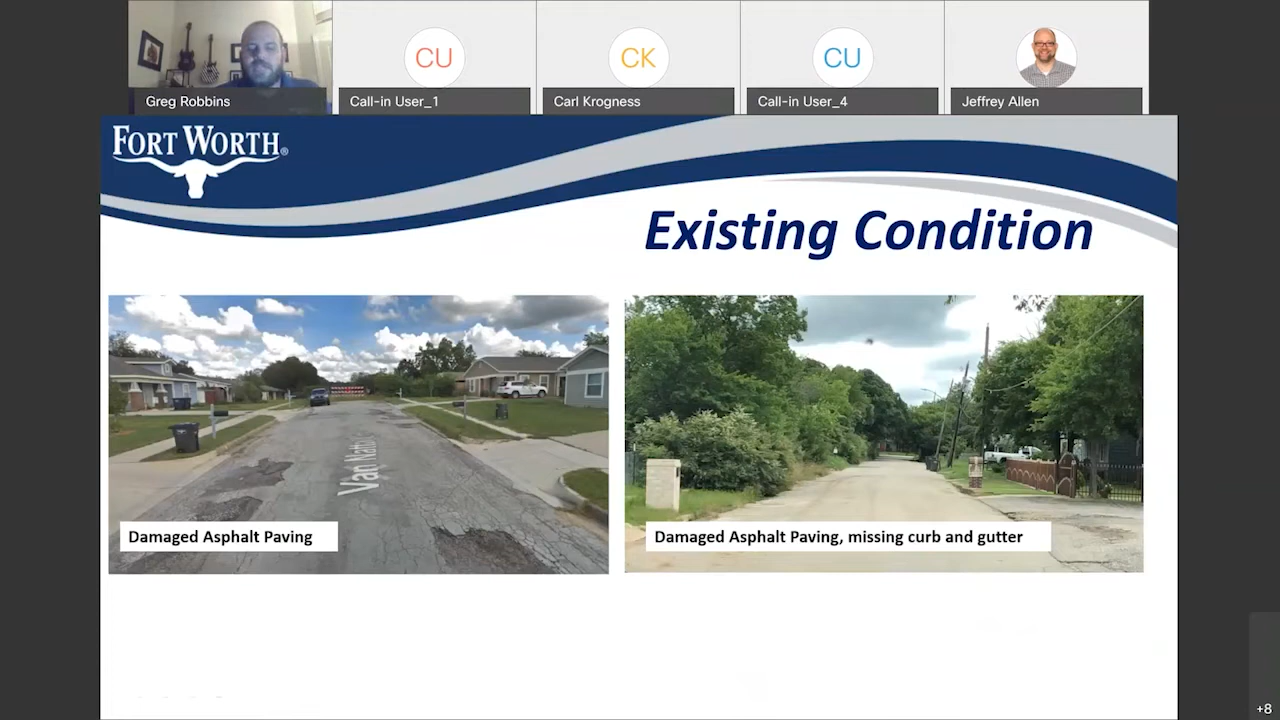 CU
CK
CU
Greg Robbins
Call-in User_1
Carl Krogness
Call-in User_4
Jeffrey Allen
FORT WORTH®
Existing Condition
Damaged Asphalt Paving
Damaged Asphalt Paving, missing curb and gutter
+8